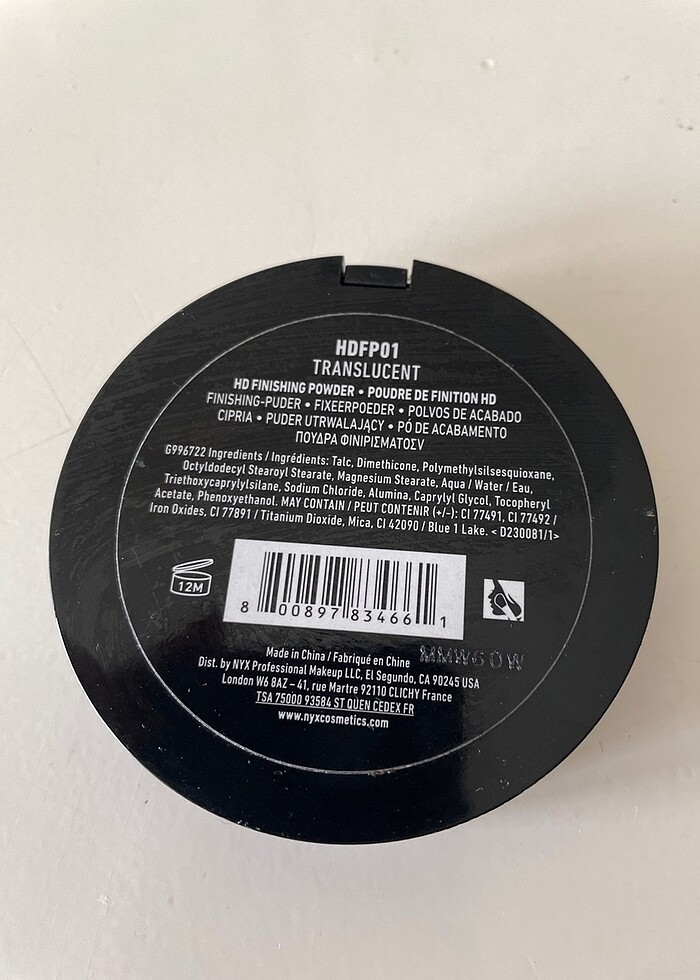 HDFP01
TRANSLUCENT
HD FINISHING POWDER • POUDRE DE FINITION HD
FINISHING-PUDER • FIXEERPOEDER • POLVOS DE ACABADO
CIPRIA • PUDER UTRWALAJĄCY • PÓ DE ACABAMENTO
ΠΟΥΔΡΑ ΦΙΝΙΡΙΣΜΑΤΟΣV
G996722 Ingredients / Ingrédients: Talc, Dimethicone, Polymethylsilsesquioxane,
Octyldodecyl Stearoyl Stearate, Magnesium Stearate, Aqua / Water / Eau,
Triethoxycaprylylsilane, Sodium Chloride, Alumina, Caprylyl Glycol, Tocopheryl
Acetate, Phenoxyethanol. MAY CONTAIN / PEUT CONTENIR (+/-): CI 77491, CI 77492 /
Iron Oxides, CI 77891 / Titanium Dioxide, Mica, CI 42090 / Blue 1 Lake. < D230081/1>
12M
8 00897 83466 1
Made in China / Fabriqué en Chine
MMW60W
Dist. by NYX Professional Makeup LLC, El Segundo, CA 90245 USA
London W6 8AZ – 41, rue Martre 92110 CLICHY France
TSA 75000 93584 ST QUEN CEDEX FR
www.nyxcosmetics.com